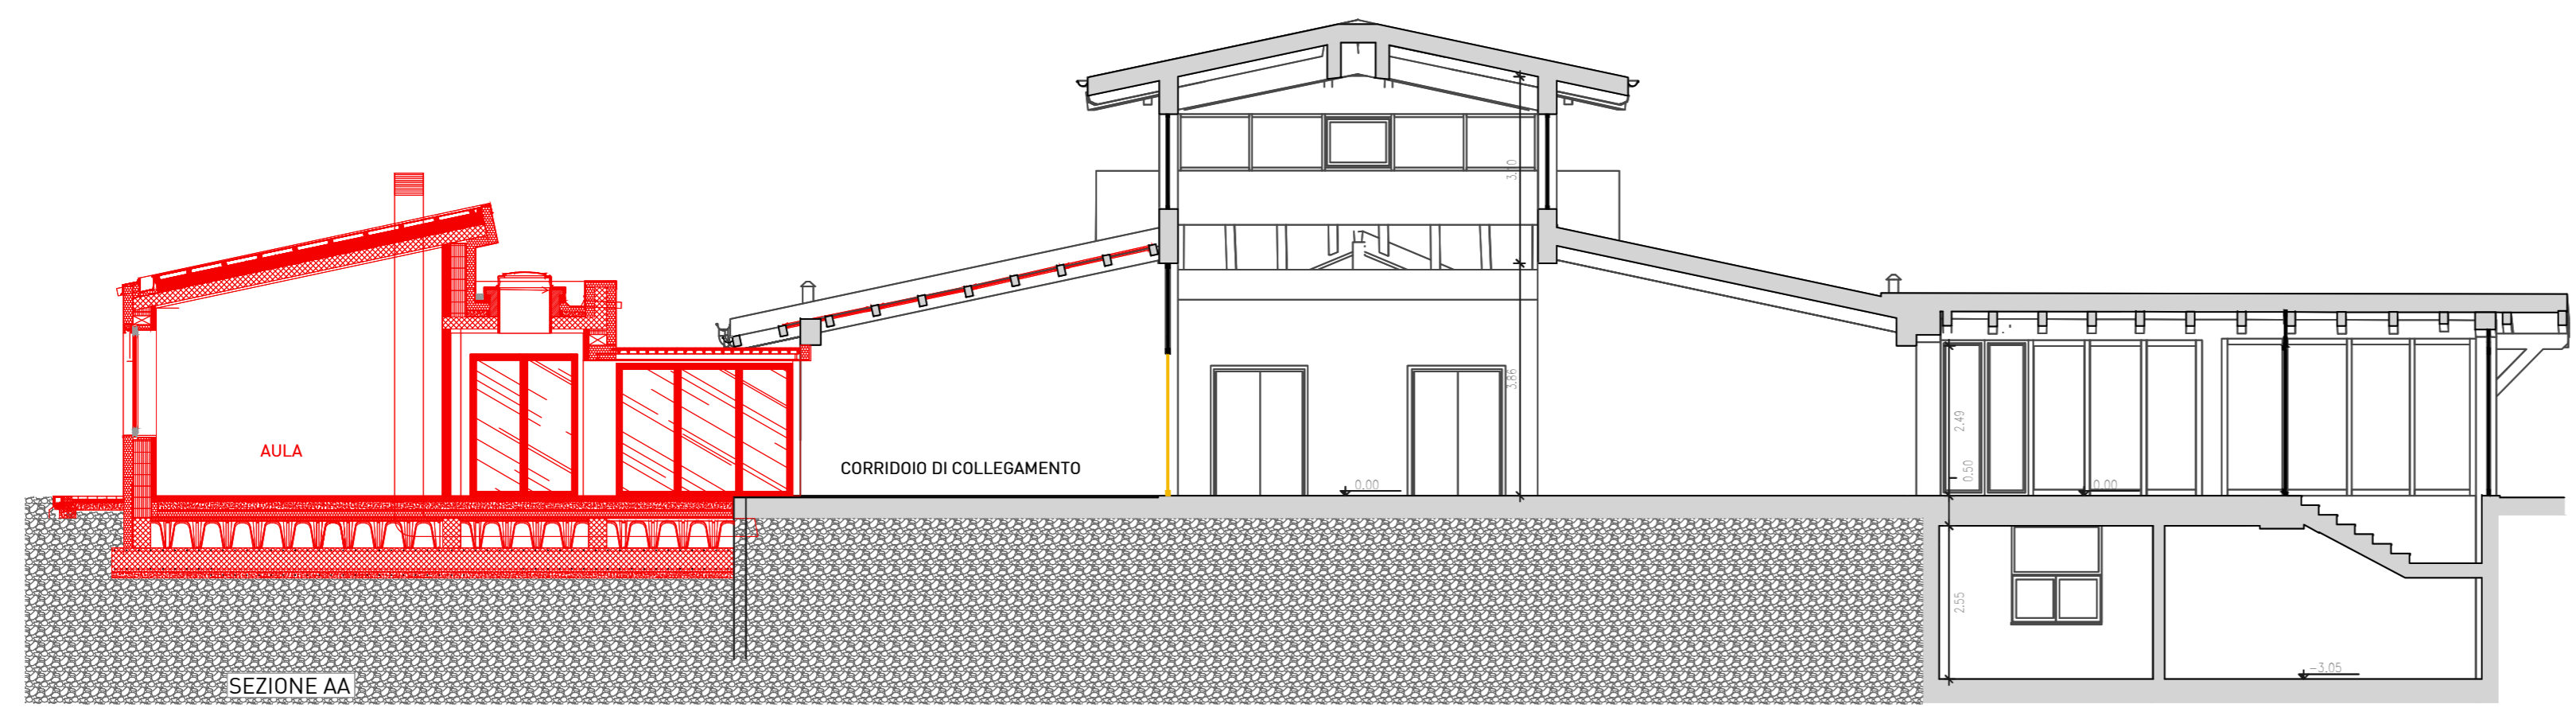 AULA
CORRIDOIO DI COLLEGAMENTO
3.86
0.00
2.49
0.50
0.00
2.55
-3.05
SEZIONE AA